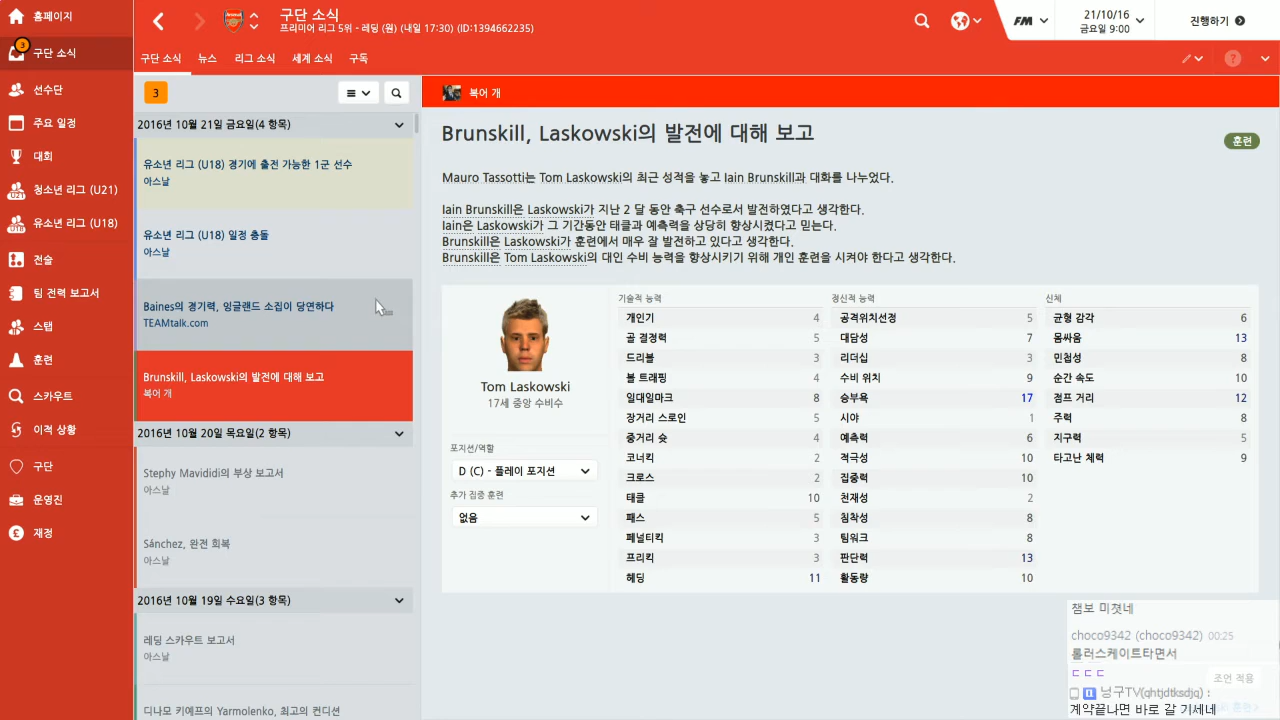 홈페이지
3
구단 소식
선수단
주요 일정
대회
청소년 리그 (U21)
유소년 리그 (U18)
전술
팀 전력 보고서
스탭
훈련
스카우트
이적 상황
구단
운영진
재정
구단 소식
프리미어 리그 5위 - 레딩 (원) (내일 17:30) (ID:1394662235)
FM
21/10/16
금요일 9:00
진행하기
구단 소식 뉴스 리그 소식 세계 소식 구독
3
2016년 10월 21일 금요일(4 항목)
유소년 리그 (U18) 경기에 출전 가능한 1군 선수
아스날
유소년 리그 (U18) 일정 충돌
아스날
Baines의 경기력, 잉글랜드 소집이 당연하다
TEAMtalk.com
Brunskill, Laskowski의 발전에 대해 보고
복어 개
2016년 10월 20일 목요일(2 항목)
Stephy Mavididi의 부상 보고서
아스날
Sánchez, 완전 회복
아스날
2016년 10월 19일 수요일(3 항목)
레딩 스카우트 보고서
아스날
디나모 키예프의 Yarmolenko, 최고의 컨디션
복어 개
Brunskill, Laskowski의 발전에 대해 보고
훈련
Mauro Tassotti는 Tom Laskowski의 최근 성적을 놓고 Iain Brunskill과 대화를 나누었다.
Iain Brunskill은 Laskowski가 지난 2 달 동안 축구 선수로서 발전하였다고 생각한다.
Iain은 Laskowski가 그 기간동안 태클과 예측력을 상당히 향상시켰다고 믿는다.
Brunskill은 Laskowski가 훈련에서 매우 잘 발전하고 있다고 생각한다.
Brunskill은 Tom Laskowski의 대인 수비 능력을 향상시키기 위해 개인 훈련을 시켜야 한다고 생각한다.
Tom Laskowski
17세 중앙 수비수
포지션/역할
D (C) - 플레이 포지션
추가 집중 훈련
없음
기술적 능력
개인기 4
골 결정력 5
드리블 3
볼 트래핑 4
일대일마크 8
장거리 스로인 5
중거리 슛 4
코너킥 2
크로스 2
태클 10
패스 5
페널티킥 3
프리킥 3
헤딩 11
정신적 능력
공격위치선정 5
대담성 7
리더십 3
수비 위치 9
승부욕 17
시야 1
예측력 6
적극성 10
집중력 10
천재성 2
침착성 8
팀워크 8
판단력 13
활동량 10
신체
균형 감각 6
몸싸움 13
민첩성 8
순간 속도 10
점프 거리 12
주력 8
지구력 5
타고난 체력 9
챔보 미쳣네
choco9342 (choco9342) 00:25
롤러스케이트타면서
ㄷㄷㄷ
조언 적용
닝구TV(qhtjdtksdjq) :
계약끝나면 바로 갈 기세네